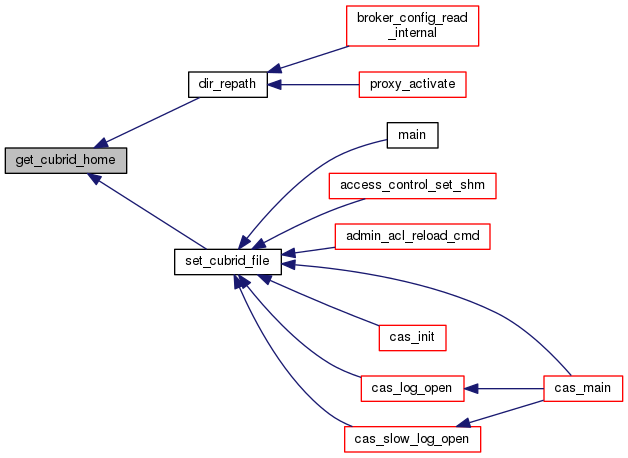 broker_config_read
_internal
dir_repath
proxy_activate
main
get_cubrid_home
access_control_set_shm
admin_acl_reload_cmd
set_cubrid_file
cas_init
cas_log_open
cas_main
cas_slow_log_open